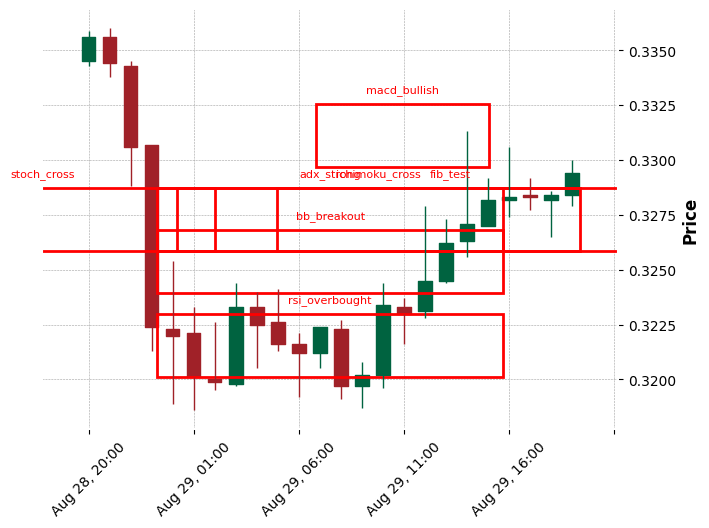 0.3350
macd_bullish
0.3325
0.3300
stoch_cross
adx_strong
ichimoku_cross
fib_test
0.3275
bb_breakout
0.3250
rsi_overbought
0.3225
0.3200
Price
Aug 28, 20:00
Aug 29, 01:00
Aug 29, 06:00
Aug 29, 11:00
Aug 29, 16:00